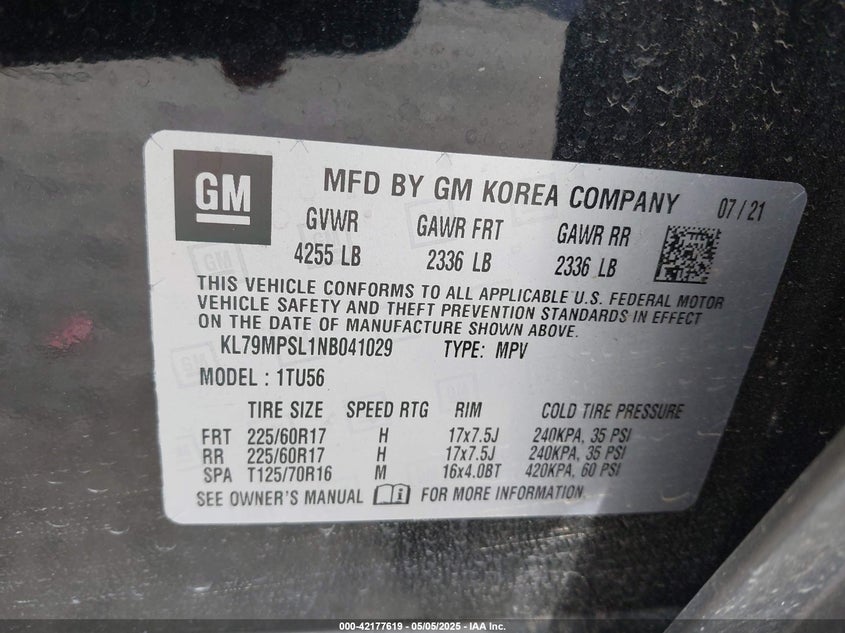 GM
MFD BY GM KOREA COMPANY 07/21
GVWR GAWR FRT GAWR RR
4255 LB 2336 LB 2336 LB
THIS VEHICLE CONFORMS TO ALL APPLICABLE U.S. FEDERAL MOTOR
VEHICLE SAFETY AND THEFT PREVENTION STANDARDS IN EFFECT
ON THE DATE OF MANUFACTURE SHOWN ABOVE.
KL79MPSL1NB041029 TYPE: MPV
MODEL : 1TU56
TIRE SIZE SPEED RTG RIM COLD TIRE PRESSURE
FRT 225/60R17 H 17x7.5J 240KPA, 35 PSI
RR 225/60R17 H 17x7.5J 240KPA, 35 PSI
SPA T125/70R16 M 16x4.0BT 420KPA, 60 PSI
SEE OWNER'S MANUAL FOR MORE INFORMATION
000-42177619 - 05/05/2025 - IAA Inc.